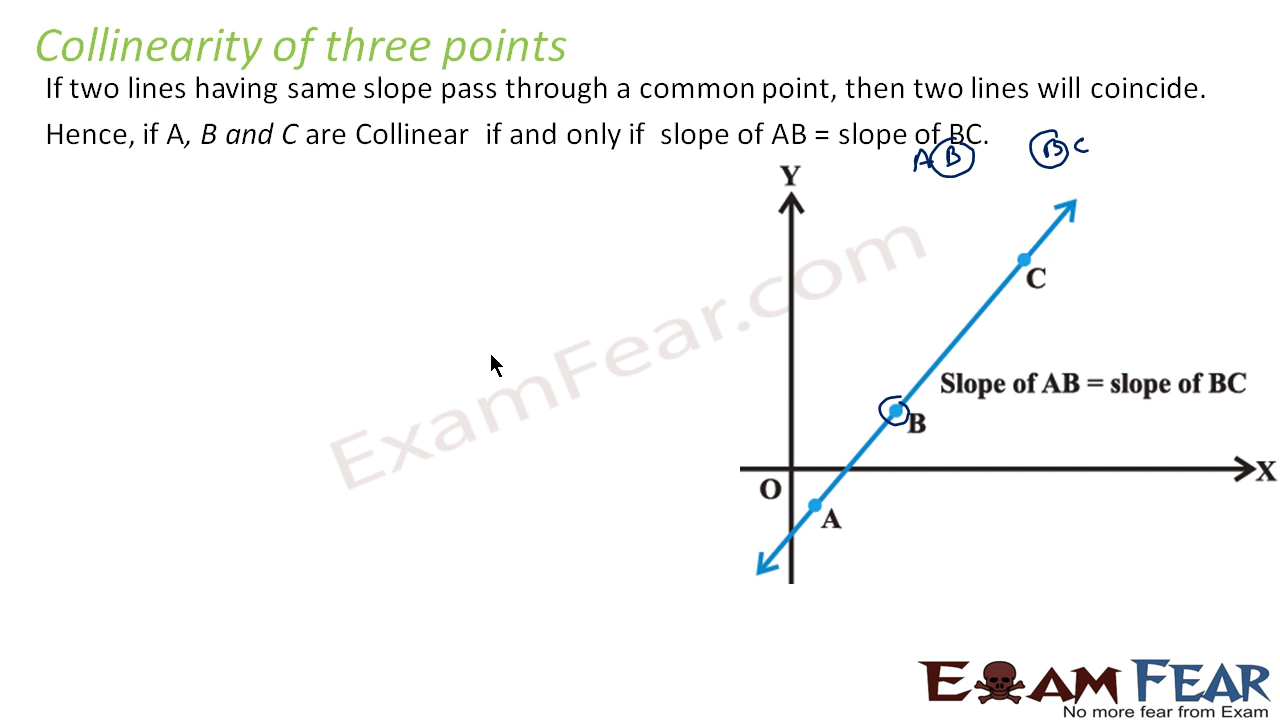 Collinearity of three points
If two lines having same slope pass through a common point, then two lines will coincide.
Hence, if A, B and C are Collinear if and only if slope of AB = slope of BC.
AB BC
Y
C
Slope of AB = slope of BC
B
X
O
A
ExamFear.com
EXAM FEAR
No more fear from Exam